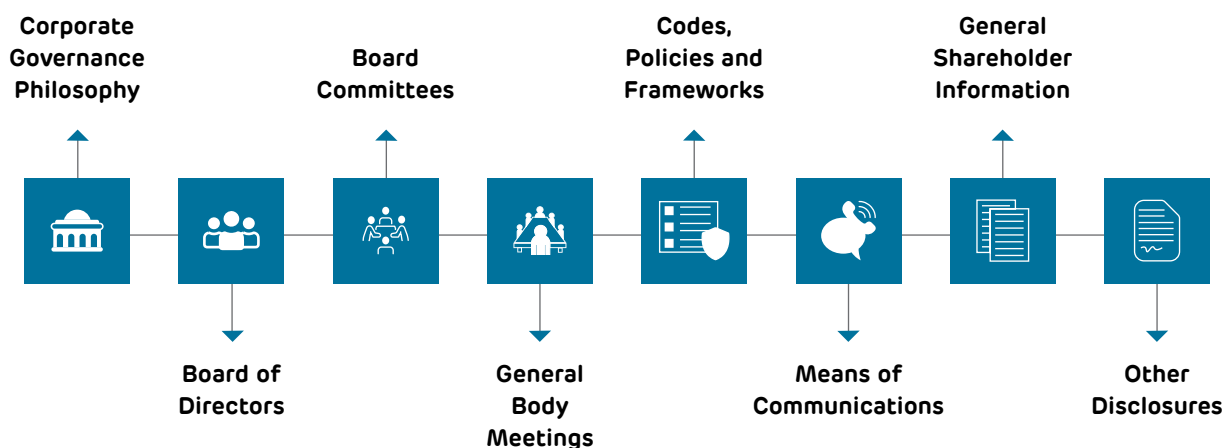 Corporate
Governance
Philosophy
Board
Committees
Codes,
Policies and
Frameworks
General
Shareholder
Information
Board of
Directors
General
Body
Meetings
Means of
Communications
Other
Disclosures